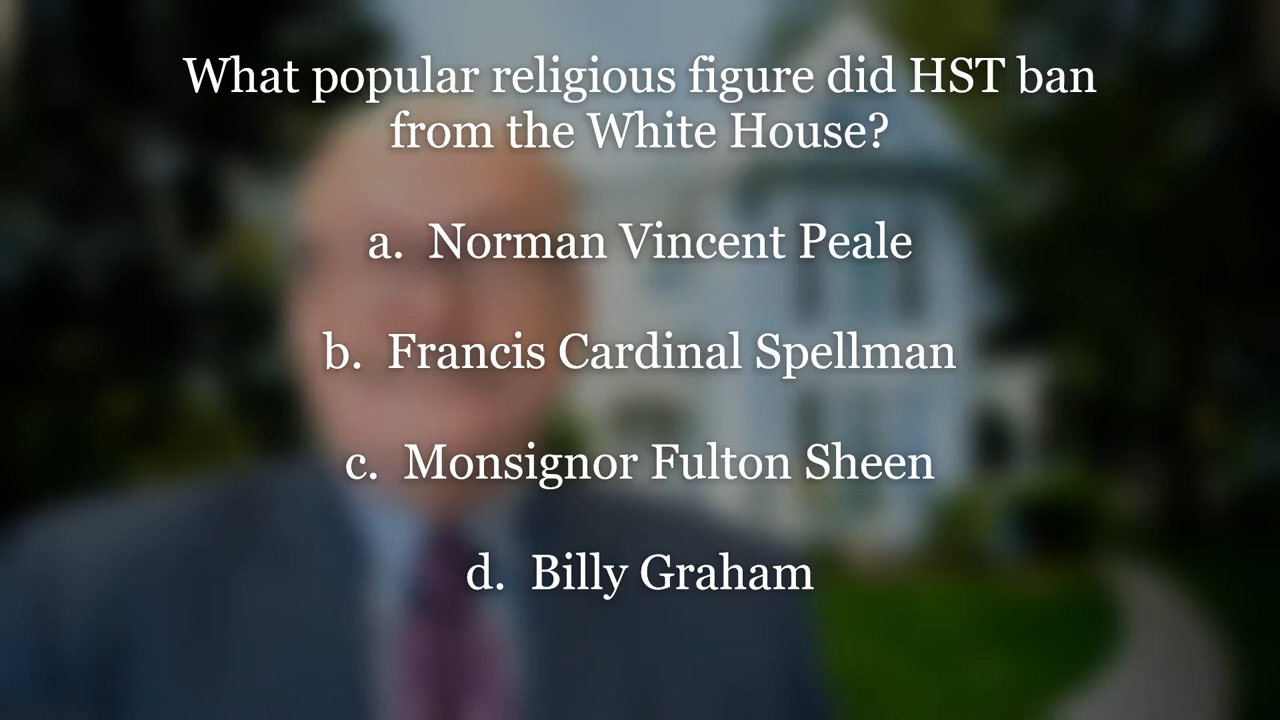 What popular religious figure did HST ban
from the White House?
a. Norman Vincent Peale
b. Francis Cardinal Spellman
c. Monsignor Fulton Sheen
d. Billy Graham